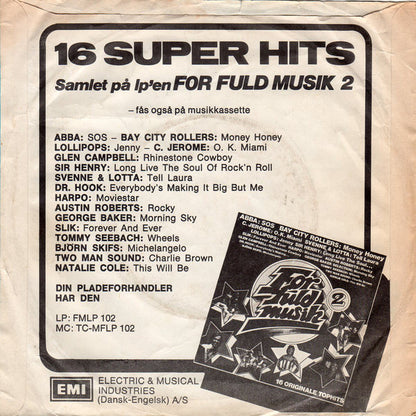 16 SUPER HITS
Samlet på lp'en FOR FULD MUSIK 2
– fås også på musikkassette
ABBA: SOS – BAY CITY ROLLERS: Money Honey
LOLLIPOPS: Jenny – C. JEROME: O. K. Miami
GLEN CAMPBELL: Rhinestone Cowboy
SIR HENRY: Long Live The Soul Of Rock'n Roll
SVENNE & LOTTA: Tell Laura
DR. HOOK: Everybody's Making It Big But Me
HARPO: Moviestar
AUSTIN ROBERTS: Rocky
GEORGE BAKER: Morning Sky
SLIK: Forever And Ever
TOMMY SEEBACH: Wheels
BJØRN SKIFS: Michelangelo
TWO MAN SOUND: Charlie Brown
NATALIE COLE: This Will Be
DIN PLADEFORHANDLER
HAR DEN
LP: FMLP 102
MC: TC-MFLP 102
EMI
ELECTRIC & MUSICAL
INDUSTRIES
(Dansk-Engelsk) A/S
ABBA: SOS BAY CITY ROLLERS: Money Honey
C. JEROME: O. K. Miami SVENNE & LOTTA: Tell Laura
For
fuld
musik
2
16 ORIGINALE TOPHITS